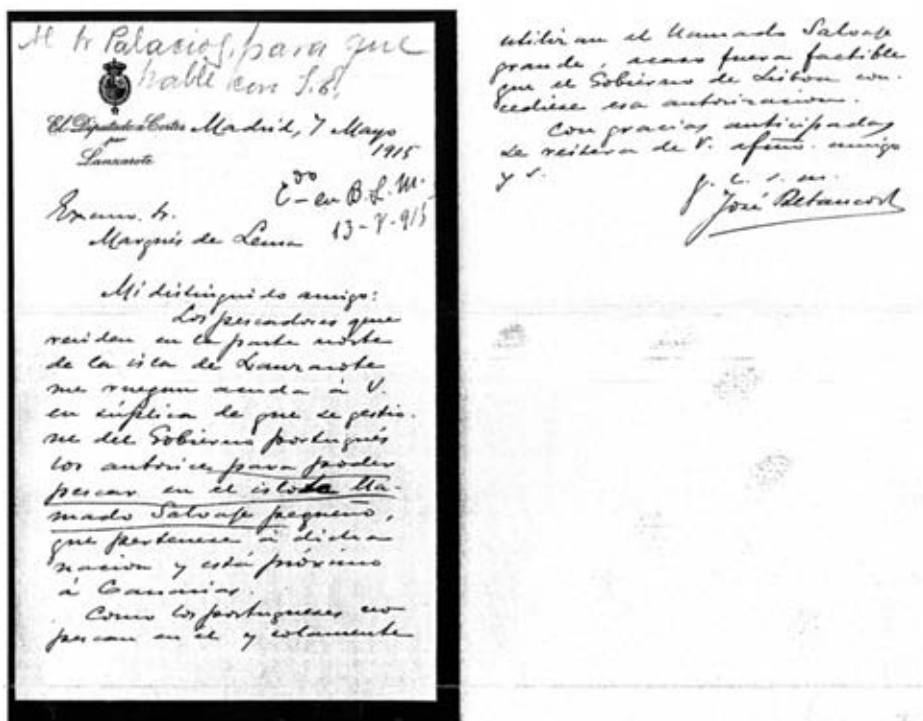 Al Sr Palacios, para que
hable con S.E.
El Diputado a Cortes
por
Lanzarote
Madrid, 7 Mayo
1915
Cdo en B.L.M.
13-V-915
Excmo. Sr.
Marqués de Lema
Mi distinguido amigo:
Los pescadores que
residen en la parte norte
de la isla de Lanzarote
me ruegan acuda á V.
en súplica de que se gestio-
ne del Gobierno portugués
los autorice para poder
pescar en el islote lla-
mado Salvaje pequeño,
que pertenece á dicha
nacion y está próximo
á Canarias.
Como los portugueses no
pescan en él y solamente
utilizan el llamado Salvaje
grande, acaso fuera factible
que el Gobierno de Lisboa con-
cediese esa autorizacion.
Con gracias anticipadas
se reitera de V. afmo. amigo
y s.
q. e. s. m.
José Betancort